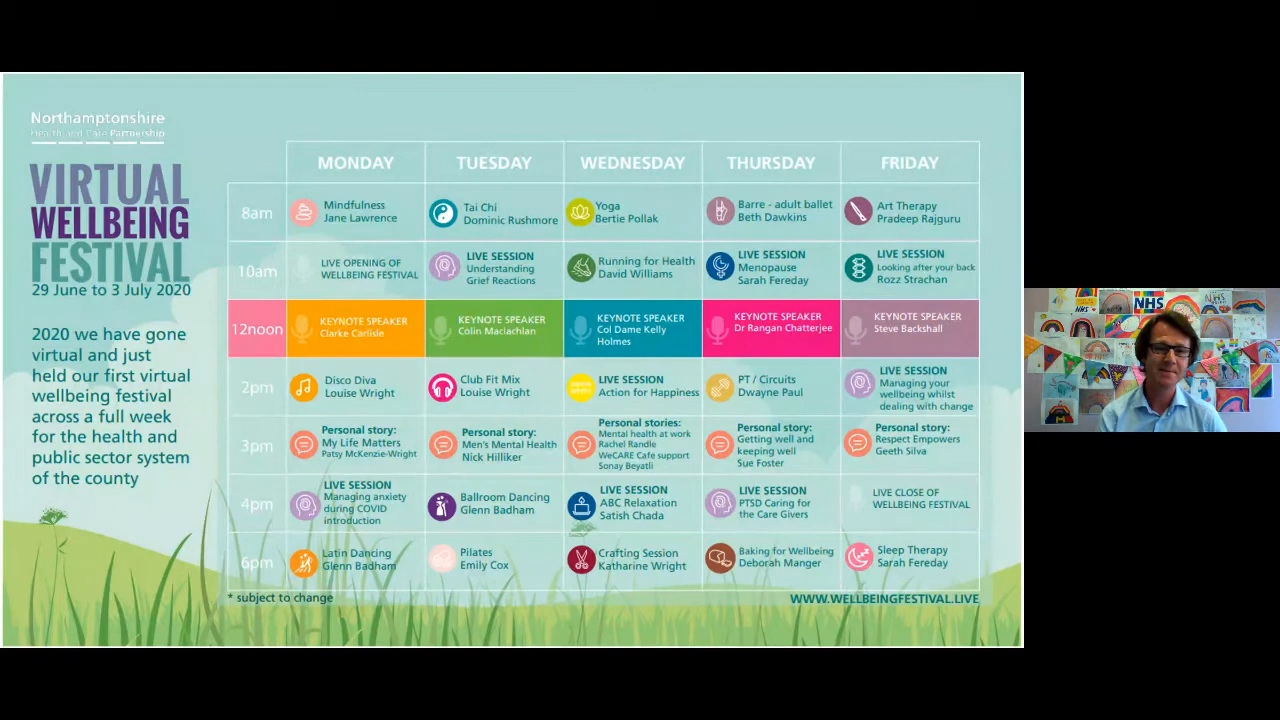 Northamptonshire
Health and Care Partnership
VIRTUAL
WELLBEING
FESTIVAL
29 June to 3 July 2020
2020 we have gone
virtual and just
held our first virtual
wellbeing festival
across a full week
for the health and
public sector system
of the county
MONDAY TUESDAY WEDNESDAY THURSDAY FRIDAY
8am
Mindfulness
Jane Lawrence
Tai Chi
Dominic Rushmore
Yoga
Bertie Pollak
Barre - adult ballet
Beth Dawkins
Art Therapy
Pradeep Rajguru
10am
LIVE OPENING OF
WELLBEING FESTIVAL
LIVE SESSION
Understanding
Grief Reactions
Running for Health
David Williams
LIVE SESSION
Menopause
Sarah Fereday
LIVE SESSION
Looking after your back
Rozz Strachan
12noon
KEYNOTE SPEAKER
Clarke Carlisle
KEYNOTE SPEAKER
Colin Maclachlan
KEYNOTE SPEAKER
Col Dame Kelly
Holmes
KEYNOTE SPEAKER
Dr Rangan Chatterjee
KEYNOTE SPEAKER
Steve Backshall
2pm
Disco Diva
Louise Wright
Club Fit Mix
Louise Wright
LIVE SESSION
Action for Happiness
PT / Circuits
Dwayne Paul
LIVE SESSION
Managing your
wellbeing whilst
dealing with change
3pm
Personal story:
My Life Matters
Patsy McKenzie-Wright
Personal story:
Men's Mental Health
Nick Hilliker
Personal stories:
Mental health at work
Rachel Randle
WeCARE Cafe support
Sonay Beyatli
Personal story:
Getting well and
keeping well
Sue Foster
Personal story:
Respect Empowers
Geeth Silva
4pm
LIVE SESSION
Managing anxiety
during COVID
introduction
Ballroom Dancing
Glenn Badham
LIVE SESSION
ABC Relaxation
Satish Chada
LIVE SESSION
PTSD Caring for
the Care Givers
LIVE CLOSE OF
WELLBEING FESTIVAL
6pm
Latin Dancing
Glenn Badham
Pilates
Emily Cox
Crafting Session
Katharine Wright
Baking for Wellbeing
Deborah Manger
Sleep Therapy
Sarah Fereday
* subject to change
WWW.WELLBEINGFESTIVAL.LIVE
NHS
NHS